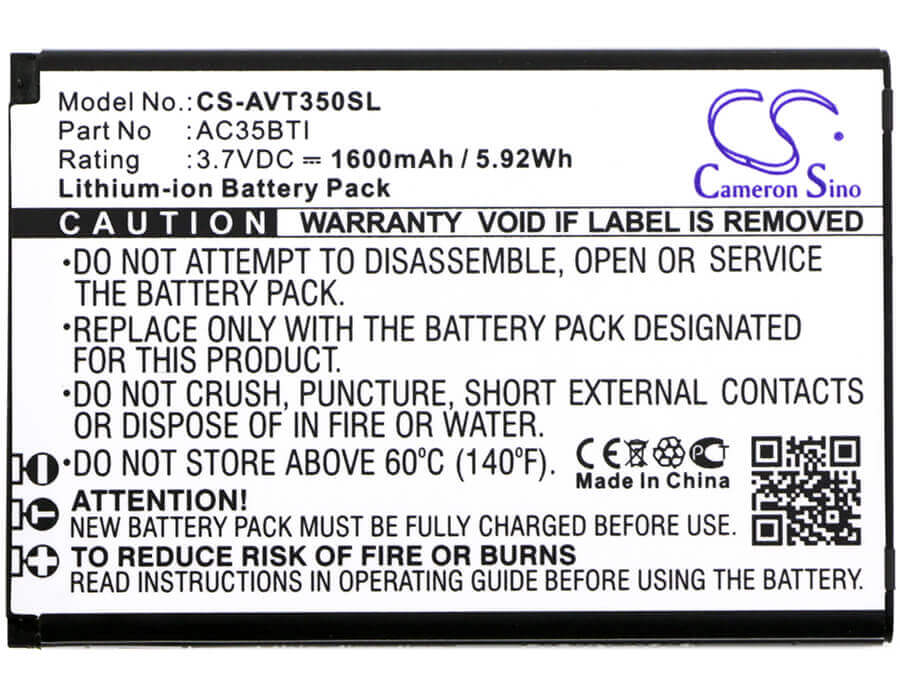 Model No.: CS-AVT350SL
Part No : AC35BTI
Rating : 3.7VDC ⎓ 1600mAh / 5.92Wh
Lithium-ion Battery Pack
CS
Cameron Sino
CAUTION WARRANTY VOID IF LABEL IS REMOVED
•DO NOT ATTEMPT TO DISASSEMBLE, OPEN OR SERVICE
THE BATTERY PACK.
•REPLACE ONLY WITH THE BATTERY PACK DESIGNATED
FOR THIS PRODUCT.
•DO NOT CRUSH, PUNCTURE, SHORT EXTERNAL CONTACTS
OR DISPOSE OF IN FIRE OR WATER.
•DO NOT STORE ABOVE 60°C (140°F).
CE PCT
Made In China
ATTENTION!
NEW BATTERY PACK MUST BE FULLY CHARGED BEFORE USE.
TO REDUCE RISK OF FIRE OR BURNS
READ INSTRUCTIONS IN OPERATING GUIDE BEFORE USING THE BATTERY.